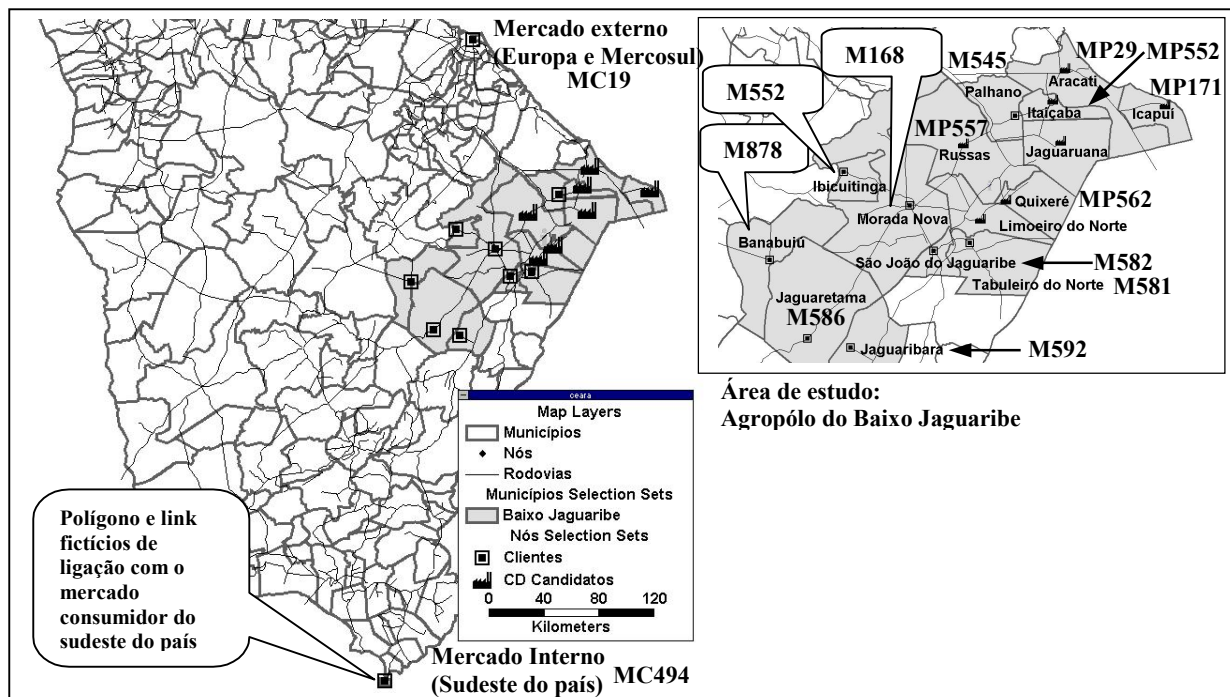 Mercado externo
(Europa e Mercosul)
MC19
Polígono e link
fictícios de
ligação com o
mercado
consumidor do
sudeste do país
ceara
Map Layers
Municípios
Nós
Rodovias
Municípios Selection Sets
Baixo Jaguaribe
Nós Selection Sets
Clientes
CD Candidatos
0 40 80 120
Kilometers
Mercado Interno
(Sudeste do país)
MC494
M168
M545
MP29
MP552
M552
Aracati
MP171
Palhano
Itaíçaba
Icapuí
MP557
Russas
Jaguaruana
M878
Ibicuitinga
Quixeré
MP562
Morada Nova
Limoeiro do Norte
Banabuiú
São João do Jaguaribe
M582
Tabuleiro do Norte
M581
Jaguaretama
M586
Jaguaribara
M592
Área de estudo:
Agropólo do Baixo Jaguaribe